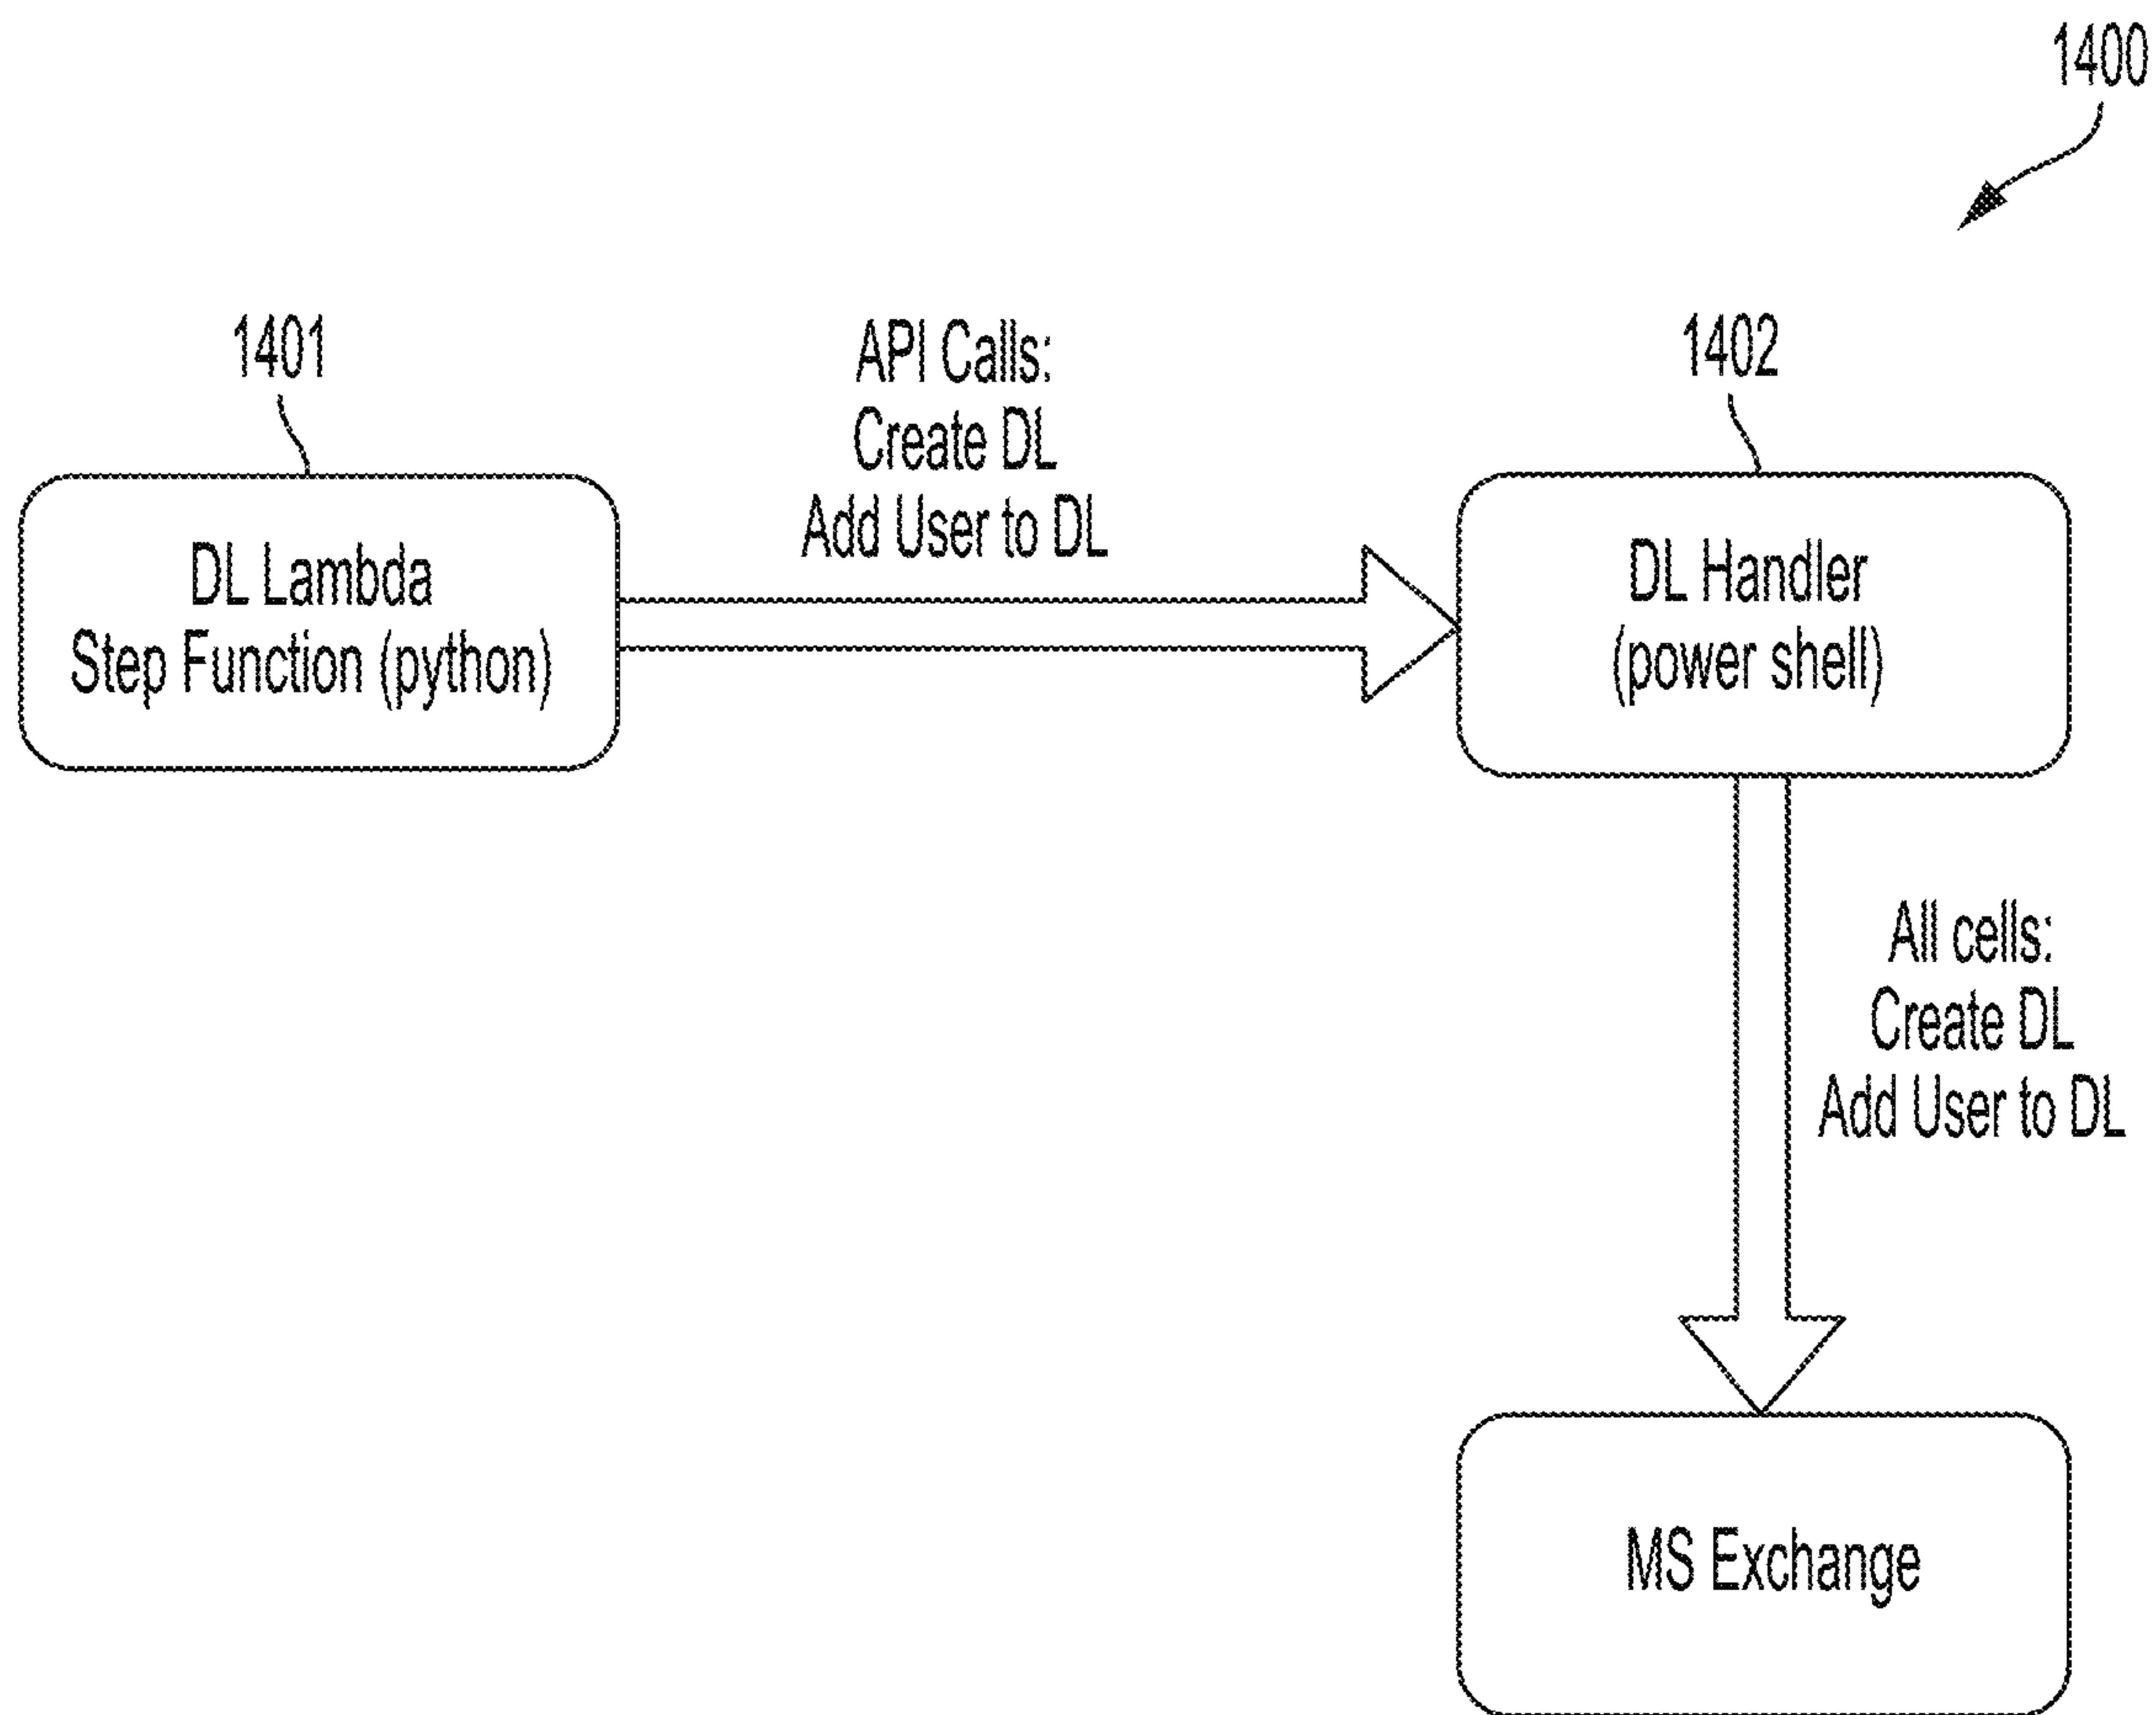 1400
1401
API Calls:
Create DL
Add User to DL
1402
DL Lambda
Step Function (python)
DL Handler
(power shell)
All cells:
Create DL
Add User to DL
MS Exchange